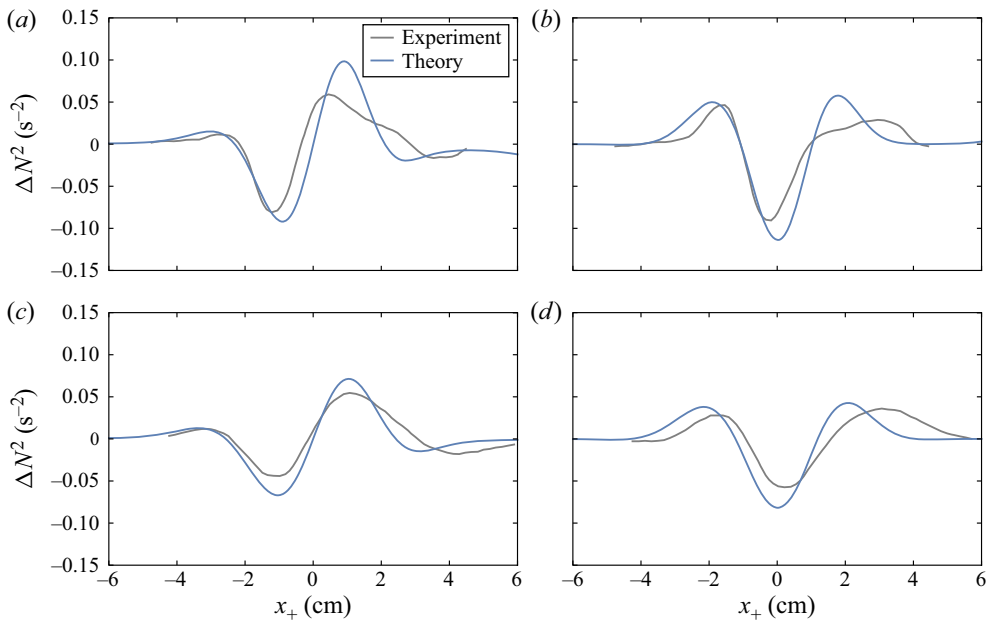 (a)
0.15
0.10
0.05
0
–0.05
–0.10
–0.15
ΔN² (s⁻²)
Experiment
Theory
(b)
(c)
0.15
0.10
0.05
0
–0.05
–0.10
–0.15
ΔN² (s⁻²)
–6 –4 –2 0 2 4 6
x₊ (cm)
(d)
–6 –4 –2 0 2 4 6
x₊ (cm)